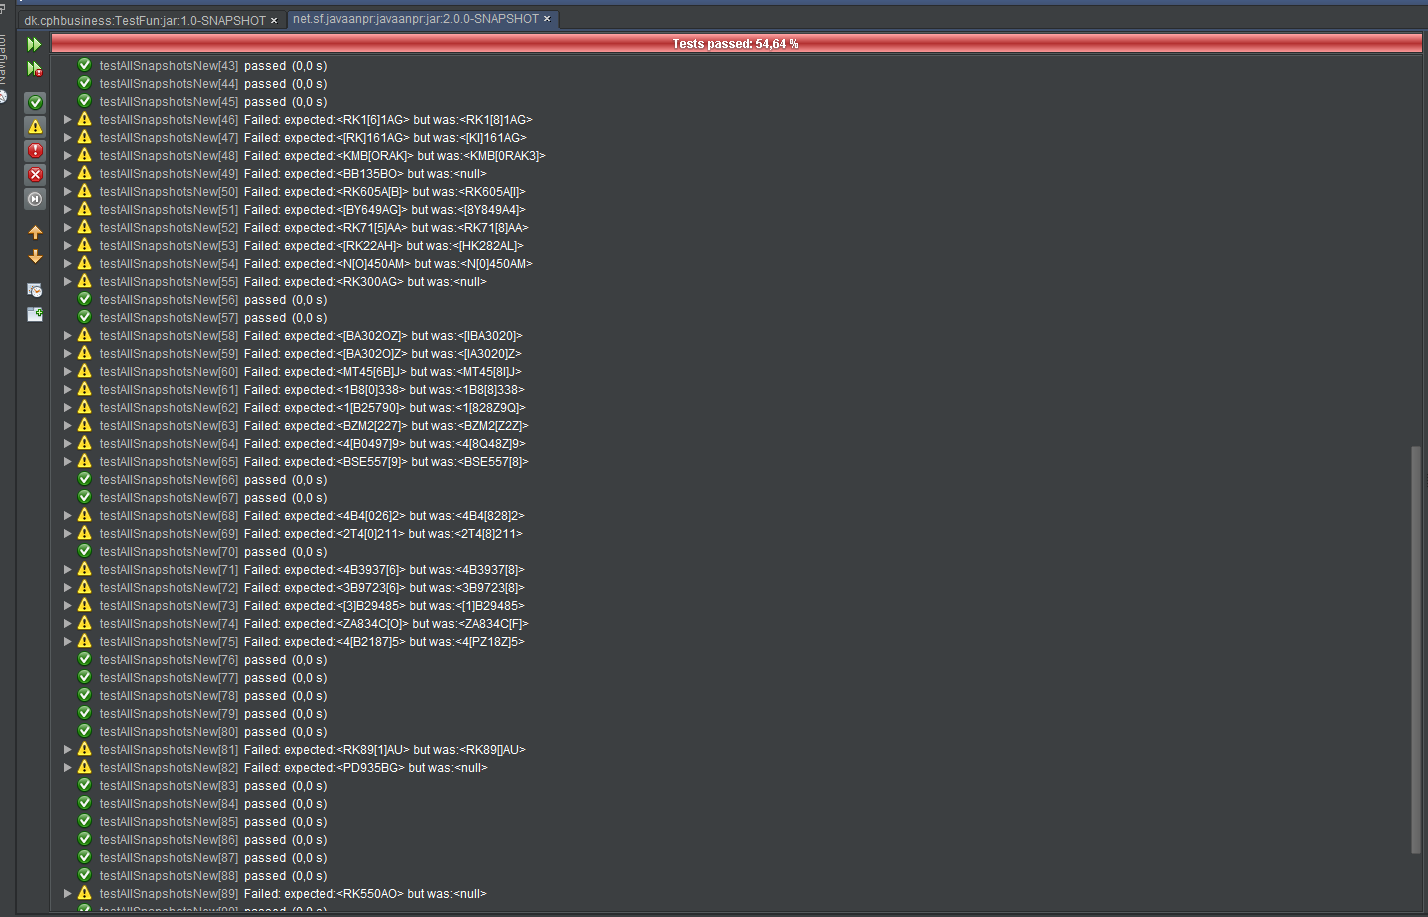 dk.cphbusiness:TestFun:jar:1.0-SNAPSHOT × net.sf.javaanpr:javaanpr:jar:2.0.0-SNAPSHOT ×
Tests passed: 54,64 %
testAllSnapshotsNew[43] passed (0,0 s)
testAllSnapshotsNew[44] passed (0,0 s)
testAllSnapshotsNew[45] passed (0,0 s)
testAllSnapshotsNew[46] Failed: expected:<RK1[6]1AG> but was:<RK1[8]1AG>
testAllSnapshotsNew[47] Failed: expected:<[RK]161AG> but was:<[KI]161AG>
testAllSnapshotsNew[48] Failed: expected:<KMB[ORAK]> but was:<KMB[0RAK3]>
testAllSnapshotsNew[49] Failed: expected:<BB135BO> but was:<null>
testAllSnapshotsNew[50] Failed: expected:<RK605A[B]> but was:<RK605A[I]>
testAllSnapshotsNew[51] Failed: expected:<[BY649AG]> but was:<[8Y849A4]>
testAllSnapshotsNew[52] Failed: expected:<RK71[5]AA> but was:<RK71[8]AA>
testAllSnapshotsNew[53] Failed: expected:<[RK22AH]> but was:<[HK282AL]>
testAllSnapshotsNew[54] Failed: expected:<N[O]450AM> but was:<N[0]450AM>
testAllSnapshotsNew[55] Failed: expected:<RK300AG> but was:<null>
testAllSnapshotsNew[56] passed (0,0 s)
testAllSnapshotsNew[57] passed (0,0 s)
testAllSnapshotsNew[58] Failed: expected:<[BA302OZ]> but was:<[IBA3020]>
testAllSnapshotsNew[59] Failed: expected:<[BA302O]Z> but was:<[IA3020]Z>
testAllSnapshotsNew[60] Failed: expected:<MT45[6B]J> but was:<MT45[8I]J>
testAllSnapshotsNew[61] Failed: expected:<1B8[0]338> but was:<1B8[8]338>
testAllSnapshotsNew[62] Failed: expected:<1[B25790]> but was:<1[828Z9Q]>
testAllSnapshotsNew[63] Failed: expected:<BZM2[227]> but was:<BZM2[Z2Z]>
testAllSnapshotsNew[64] Failed: expected:<4[B0497]9> but was:<4[8Q48Z]9>
testAllSnapshotsNew[65] Failed: expected:<BSE557[9]> but was:<BSE557[8]>
testAllSnapshotsNew[66] passed (0,0 s)
testAllSnapshotsNew[67] passed (0,0 s)
testAllSnapshotsNew[68] Failed: expected:<4B4[026]2> but was:<4B4[828]2>
testAllSnapshotsNew[69] Failed: expected:<2T4[0]211> but was:<2T4[8]211>
testAllSnapshotsNew[70] passed (0,0 s)
testAllSnapshotsNew[71] Failed: expected:<4B3937[6]> but was:<4B3937[8]>
testAllSnapshotsNew[72] Failed: expected:<3B9723[6]> but was:<3B9723[8]>
testAllSnapshotsNew[73] Failed: expected:<[3]B29485> but was:<[1]B29485>
testAllSnapshotsNew[74] Failed: expected:<ZA834C[O]> but was:<ZA834C[F]>
testAllSnapshotsNew[75] Failed: expected:<4[B2187]5> but was:<4[PZ18Z]5>
testAllSnapshotsNew[76] passed (0,0 s)
testAllSnapshotsNew[77] passed (0,0 s)
testAllSnapshotsNew[78] passed (0,0 s)
testAllSnapshotsNew[79] passed (0,0 s)
testAllSnapshotsNew[80] passed (0,0 s)
testAllSnapshotsNew[81] Failed: expected:<RK89[1]AU> but was:<RK89[]AU>
testAllSnapshotsNew[82] Failed: expected:<PD935BG> but was:<null>
testAllSnapshotsNew[83] passed (0,0 s)
testAllSnapshotsNew[84] passed (0,0 s)
testAllSnapshotsNew[85] passed (0,0 s)
testAllSnapshotsNew[86] passed (0,0 s)
testAllSnapshotsNew[87] passed (0,0 s)
testAllSnapshotsNew[88] passed (0,0 s)
testAllSnapshotsNew[89] Failed: expected:<RK550AO> but was:<null>
testAllSnapshotsNew[90] passed (0,0 s)